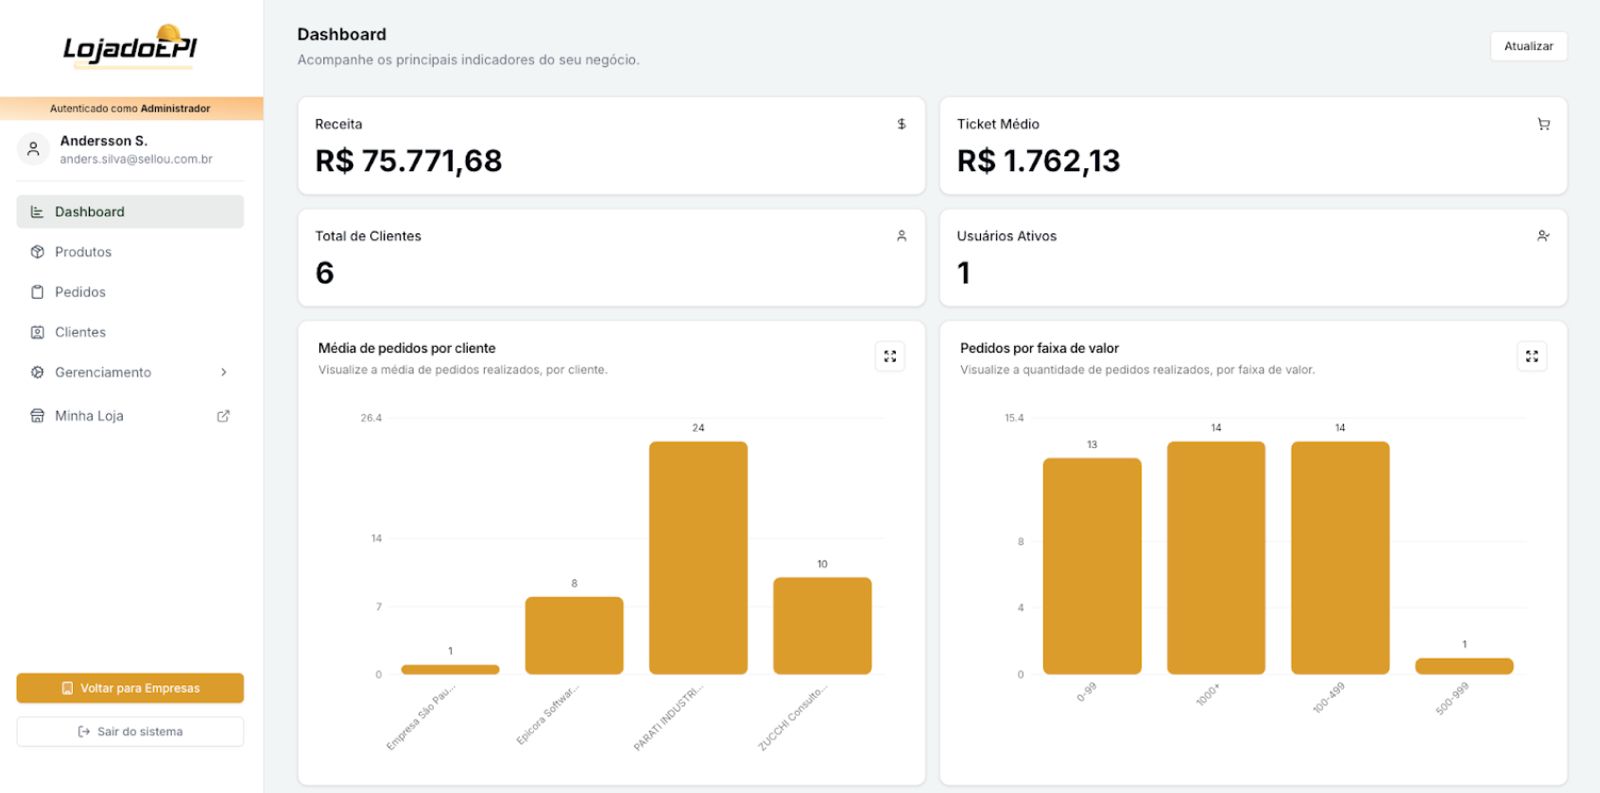 LojadoEPI
Autenticado como Administrador
Andersson S.
anders.silva@sellou.com.br
Dashboard
Produtos
Pedidos
Clientes
Gerenciamento
Minha Loja
Voltar para Empresas
Sair do sistema
Dashboard
Acompanhe os principais indicadores do seu negócio.
Atualizar
Receita
R$ 75.771,68
Ticket Médio
R$ 1.762,13
Total de Clientes
6
Usuários Ativos
1
Média de pedidos por cliente
Visualize a média de pedidos realizados, por cliente.
26.4
14
7
0
1
8
24
10
Empresa São Pau...
Epicora Softwar...
PARATI INDUSTRI...
ZUCCHI Consulto...
Pedidos por faixa de valor
Visualize a quantidade de pedidos realizados, por faixa de valor.
15.4
8
4
0
13
14
14
1
0-99
1000+
100-499
500-999